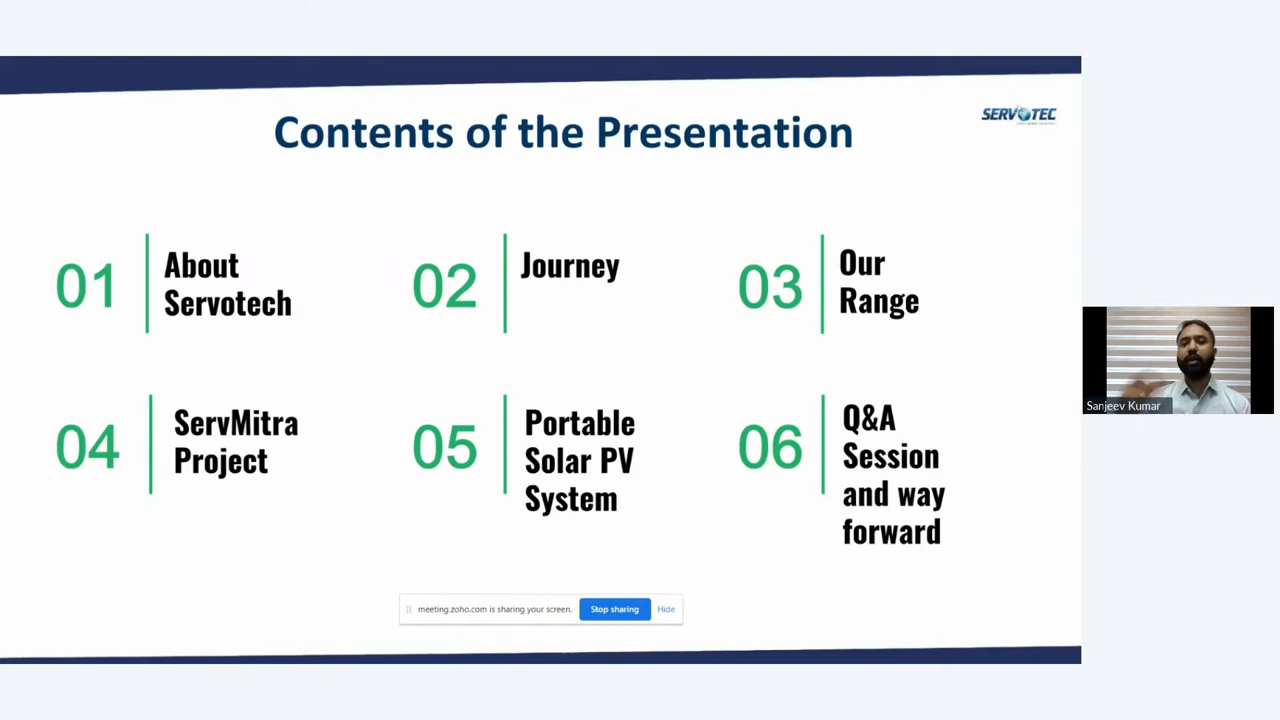 Contents of the Presentation
SERVOTEC
01
About
Servotech
02
Journey
03
Our
Range
04
ServMitra
Project
05
Portable
Solar PV
System
06
Q&A
Session
and way
forward
meeting.zoho.com is sharing your screen.
Stop sharing
Hide
Sanjeev Kumar